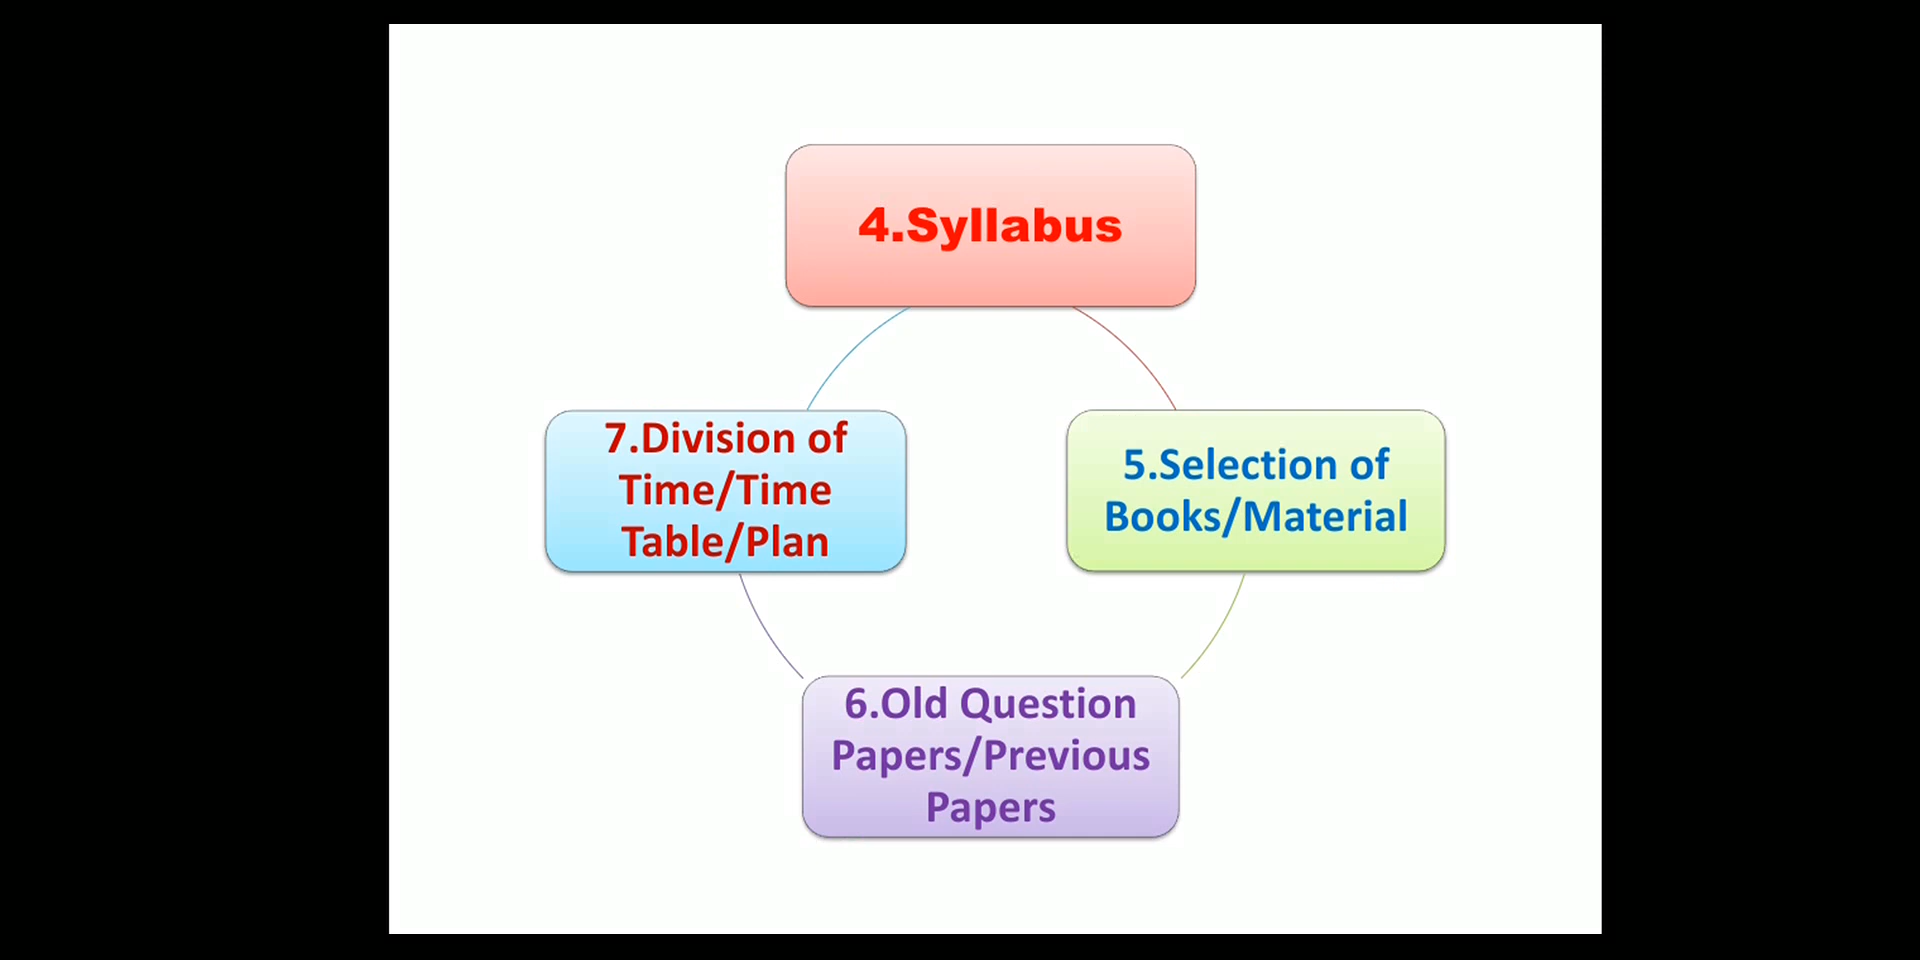 4.Syllabus
5.Selection of
Books/Material
6.Old Question
Papers/Previous
Papers
7.Division of
Time/Time
Table/Plan